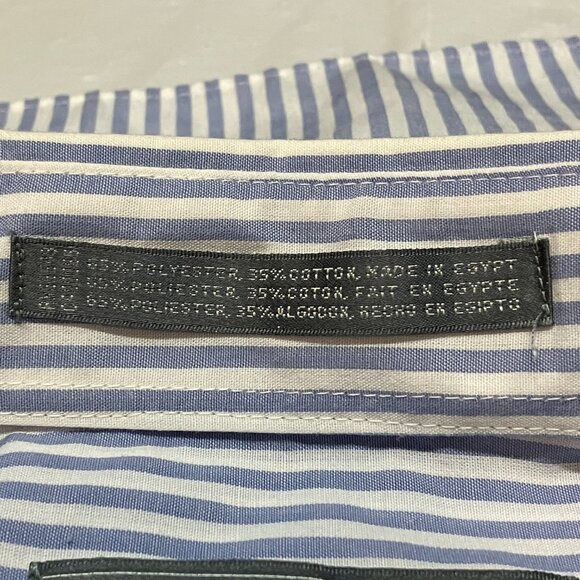 65% POLYESTER, 35% COTTON, MADE IN EGYPT
65% POLYESTER, 35% COTON, FAIT EN EGYPTE
65% POLIESTER, 35% ALGODON, HECHO EN EGIPTO